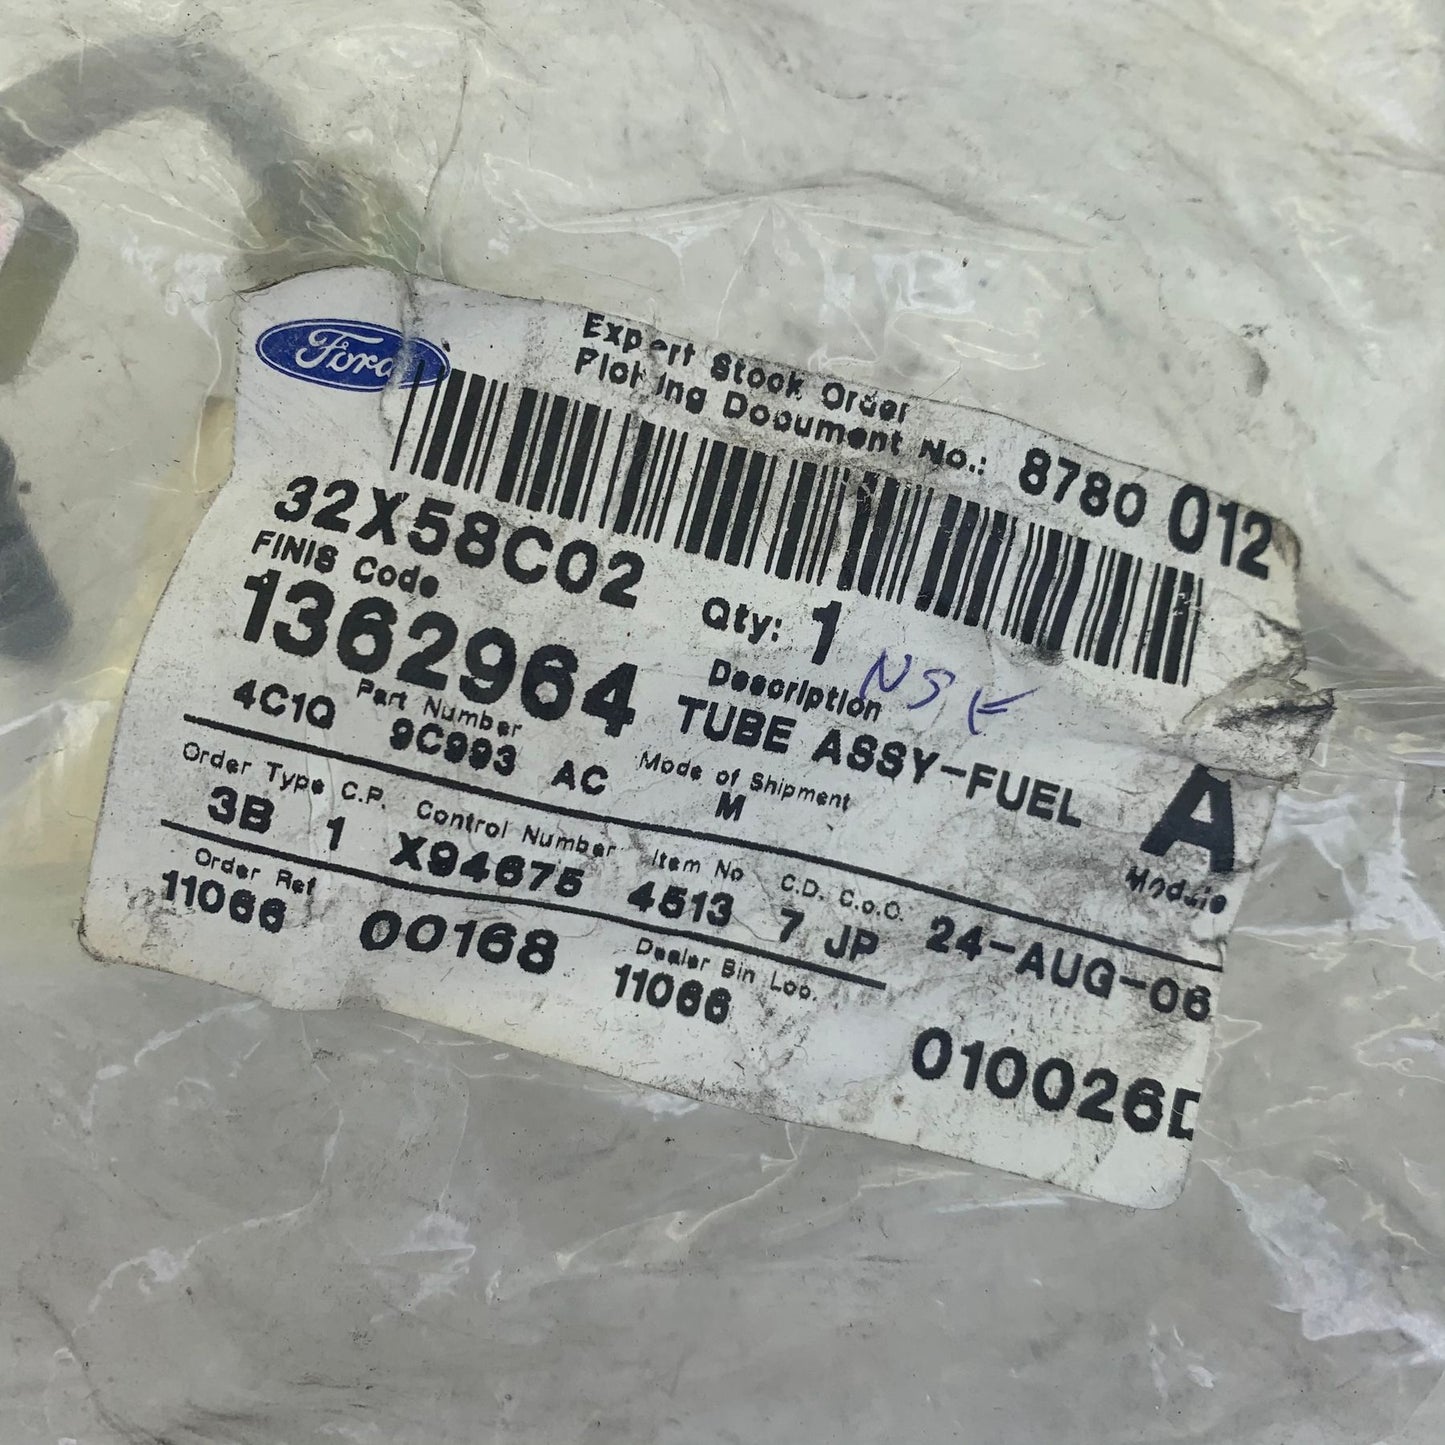 Ford
Expert Stock Order
Picking Document No.: 8780 012
32X58C02
FINIS Code
1362964
Qty: 1
NSK
Description
TUBE ASSY-FUEL
Part Number
4C1Q 9C993 AC
Mode of Shipment
M
A
Module
Order Type C.P. Control Number Item No C.D. C.o.O.
3B 1 X94675 4513 7 JP 24-AUG-06
Order Ref
11066 00168
Dealer Bin Loc.
11066
010026D